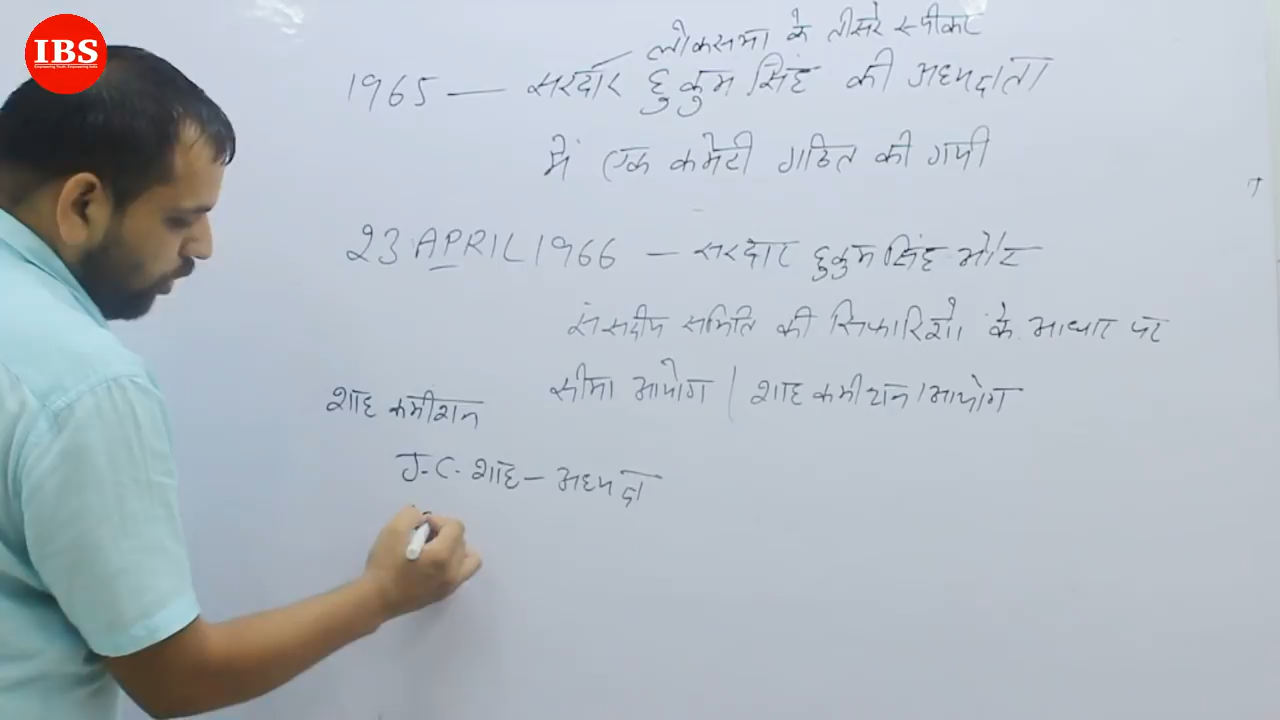 IBS
लोकसभा के तीसरे स्पीकर
1965 — सरदार हुकुम सिंह की अध्यक्षता
में एक कमेटी गठित की गयी
23 APRIL 1966 — सरदार हुकुम सिंह और
संसदीय समिति की सिफारिशों के आधार पर
सीमा आयोग / शाह कमीशन/आयोग
शाह कमीशन
J.C. शाह — अध्यक्ष